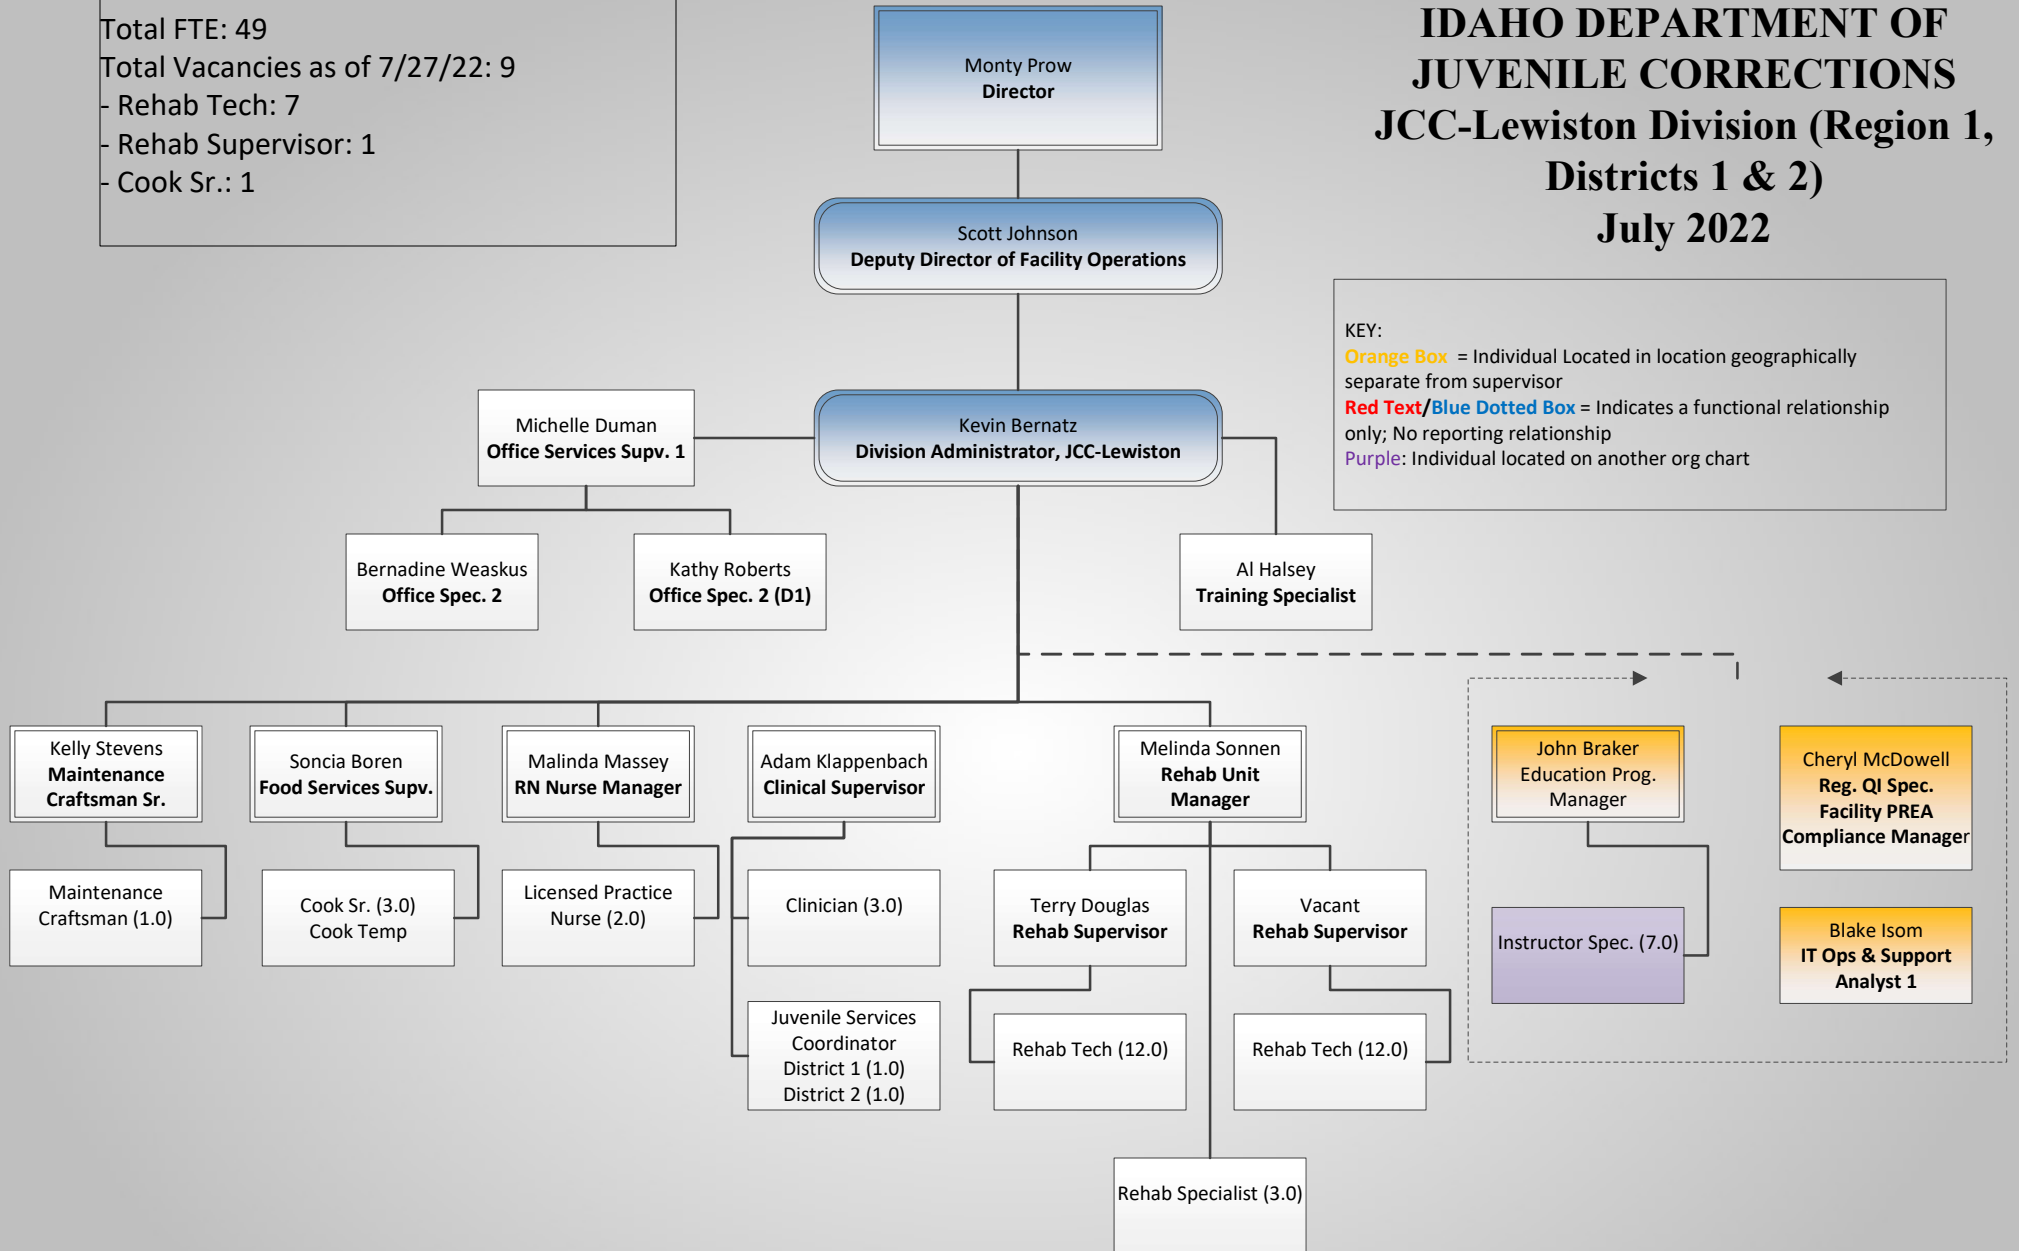 Total FTE: 49
Total Vacancies as of 7/27/22: 9
- Rehab Tech: 7
- Rehab Supervisor: 1
- Cook Sr.: 1
IDAHO DEPARTMENT OF
JUVENILE CORRECTIONS
JCC-Lewiston Division (Region 1,
Districts 1 & 2)
July 2022
Monty Prow
Director
Scott Johnson
Deputy Director of Facility Operations
KEY:
Orange Box = Individual Located in location geographically
separate from supervisor
Red Text/Blue Dotted Box = Indicates a functional relationship
only; No reporting relationship
Purple: Individual located on another org chart
Michelle Duman
Office Services Supv. 1
Kevin Bernatz
Division Administrator, JCC-Lewiston
Bernadine Weaskus
Office Spec. 2
Kathy Roberts
Office Spec. 2 (D1)
Al Halsey
Training Specialist
Kelly Stevens
Maintenance
Craftsman Sr.
Soncia Boren
Food Services Supv.
Malinda Massey
RN Nurse Manager
Adam Klappenbach
Clinical Supervisor
Melinda Sonnen
Rehab Unit
Manager
John Braker
Education Prog.
Manager
Cheryl McDowell
Reg. QI Spec.
Facility PREA
Compliance Manager
Maintenance
Craftsman (1.0)
Cook Sr. (3.0)
Cook Temp
Licensed Practice
Nurse (2.0)
Clinician (3.0)
Terry Douglas
Rehab Supervisor
Vacant
Rehab Supervisor
Instructor Spec. (7.0)
Blake Isom
IT Ops & Support
Analyst 1
Juvenile Services
Coordinator
District 1 (1.0)
District 2 (1.0)
Rehab Tech (12.0)
Rehab Tech (12.0)
Rehab Specialist (3.0)